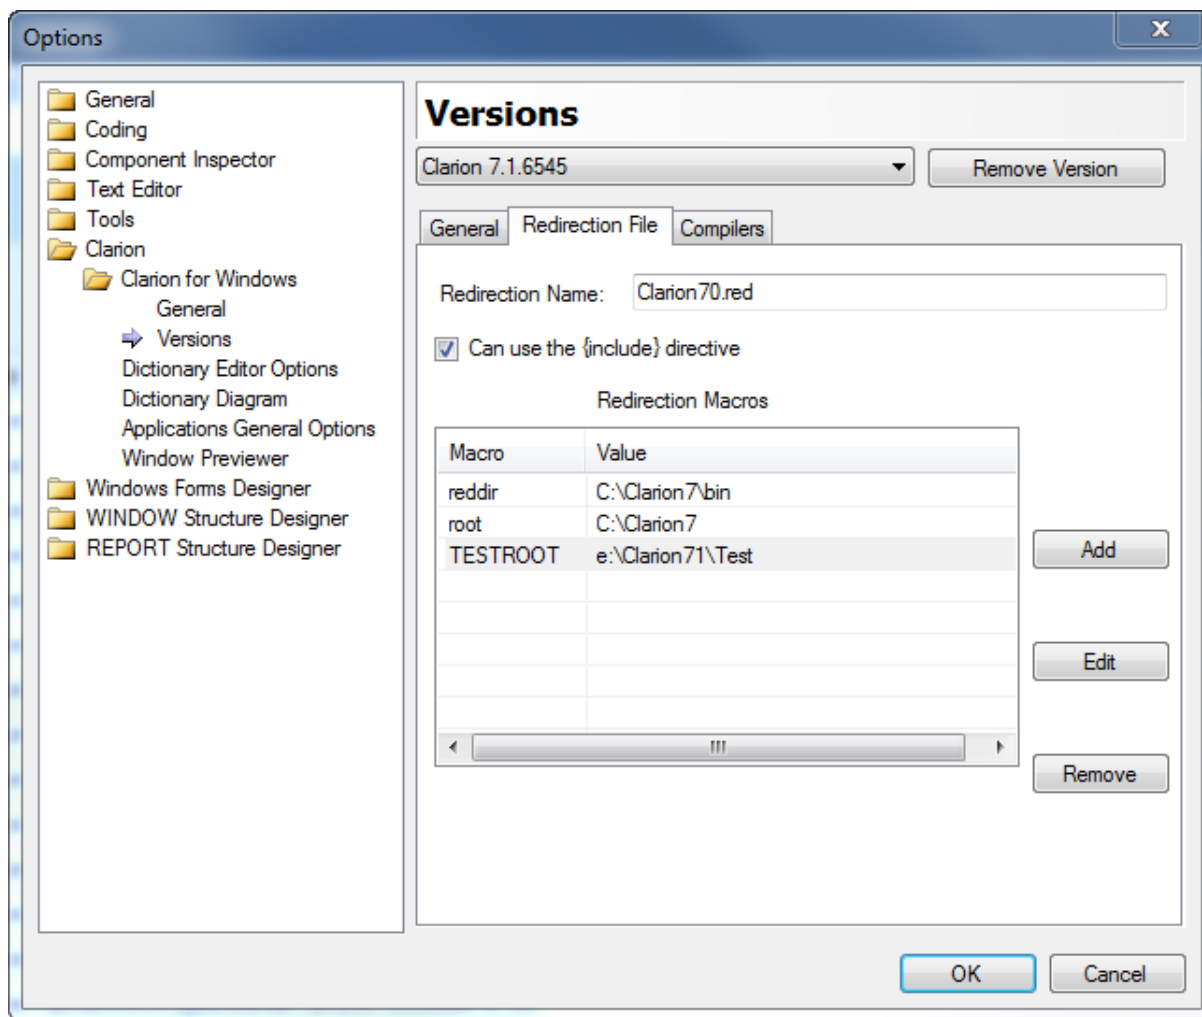 Options
General
Coding
Component Inspector
Text Editor
Tools
Clarion
Clarion for Windows
General
Versions
Dictionary Editor Options
Dictionary Diagram
Applications General Options
Window Previewer
Windows Forms Designer
WINDOW Structure Designer
REPORT Structure Designer
Versions
Clarion 7.1.6545
Remove Version
General Redirection File Compilers
Redirection Name: Clarion70.red
Can use the {include} directive
Redirection Macros
Macro Value
reddir C:\Clarion7\bin
root C:\Clarion7
TESTROOT e:\Clarion71\Test
Add
Edit
Remove
OK Cancel